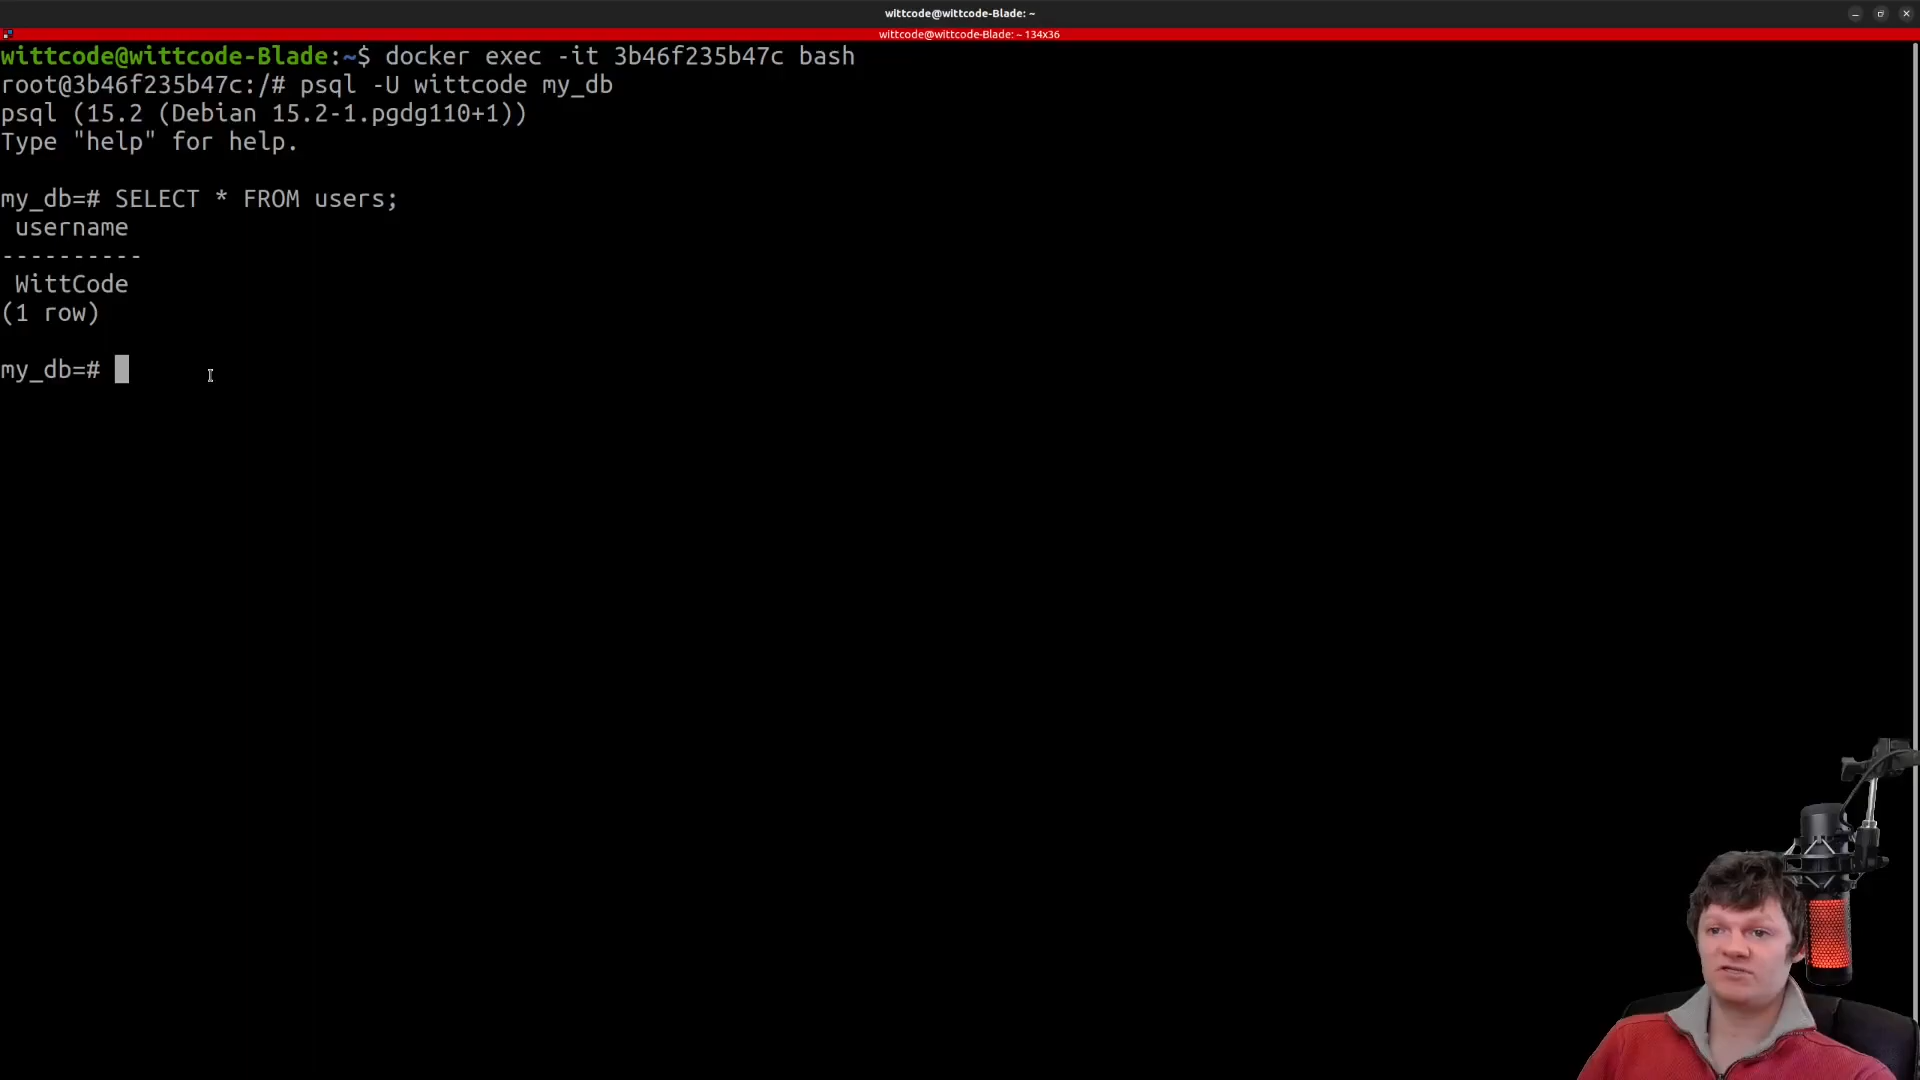 wittcode@wittcode-Blade: ~
wittcode@wittcode-Blade: ~ 134x36
wittcode@wittcode-Blade:~$ docker exec -it 3b46f235b47c bash
root@3b46f235b47c:/# psql -U wittcode my_db
psql (15.2 (Debian 15.2-1.pgdg110+1))
Type "help" for help.
my_db=# SELECT * FROM users;
username
----------
WittCode
(1 row)
my_db=#